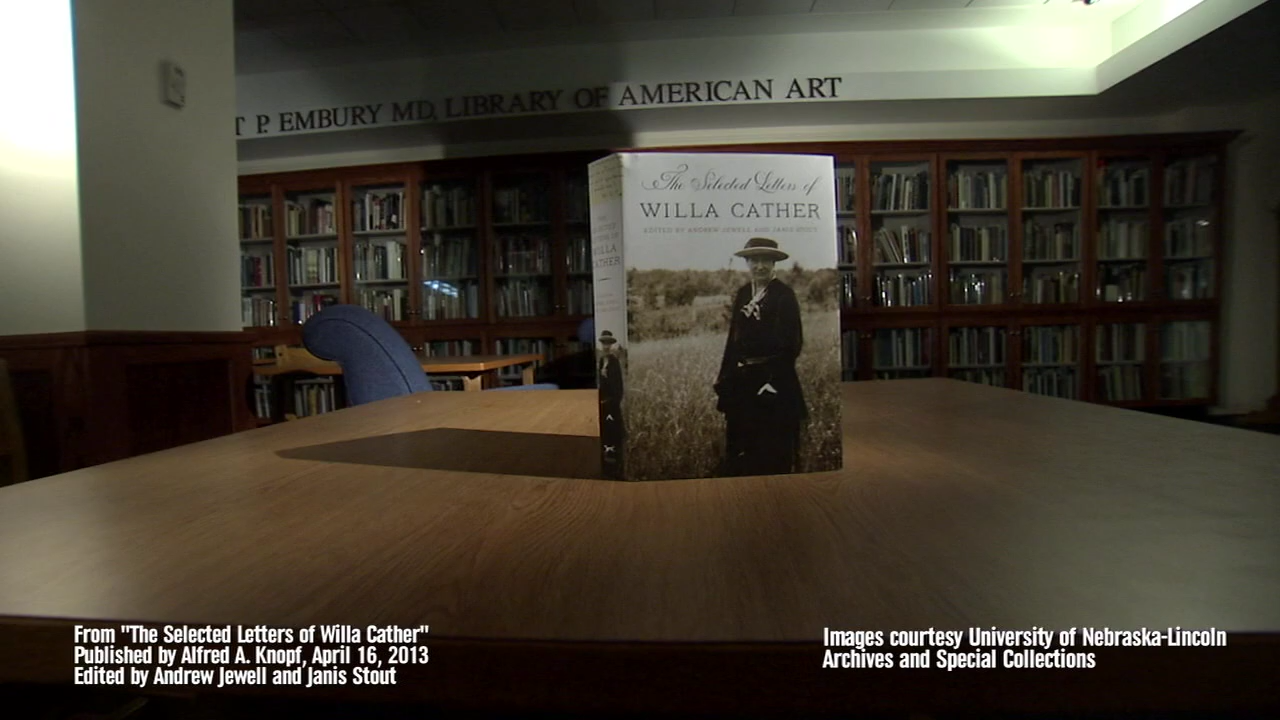 T P. EMBURY MD, LIBRARY OF AMERICAN ART
The Selected Letters of
WILLA CATHER
EDITED BY ANDREW JEWELL AND JANIS STOUT
WILLA
CATHER
From "The Selected Letters of Willa Cather"
Published by Alfred A. Knopf, April 16, 2013
Edited by Andrew Jewell and Janis Stout
Images courtesy University of Nebraska-Lincoln
Archives and Special Collections